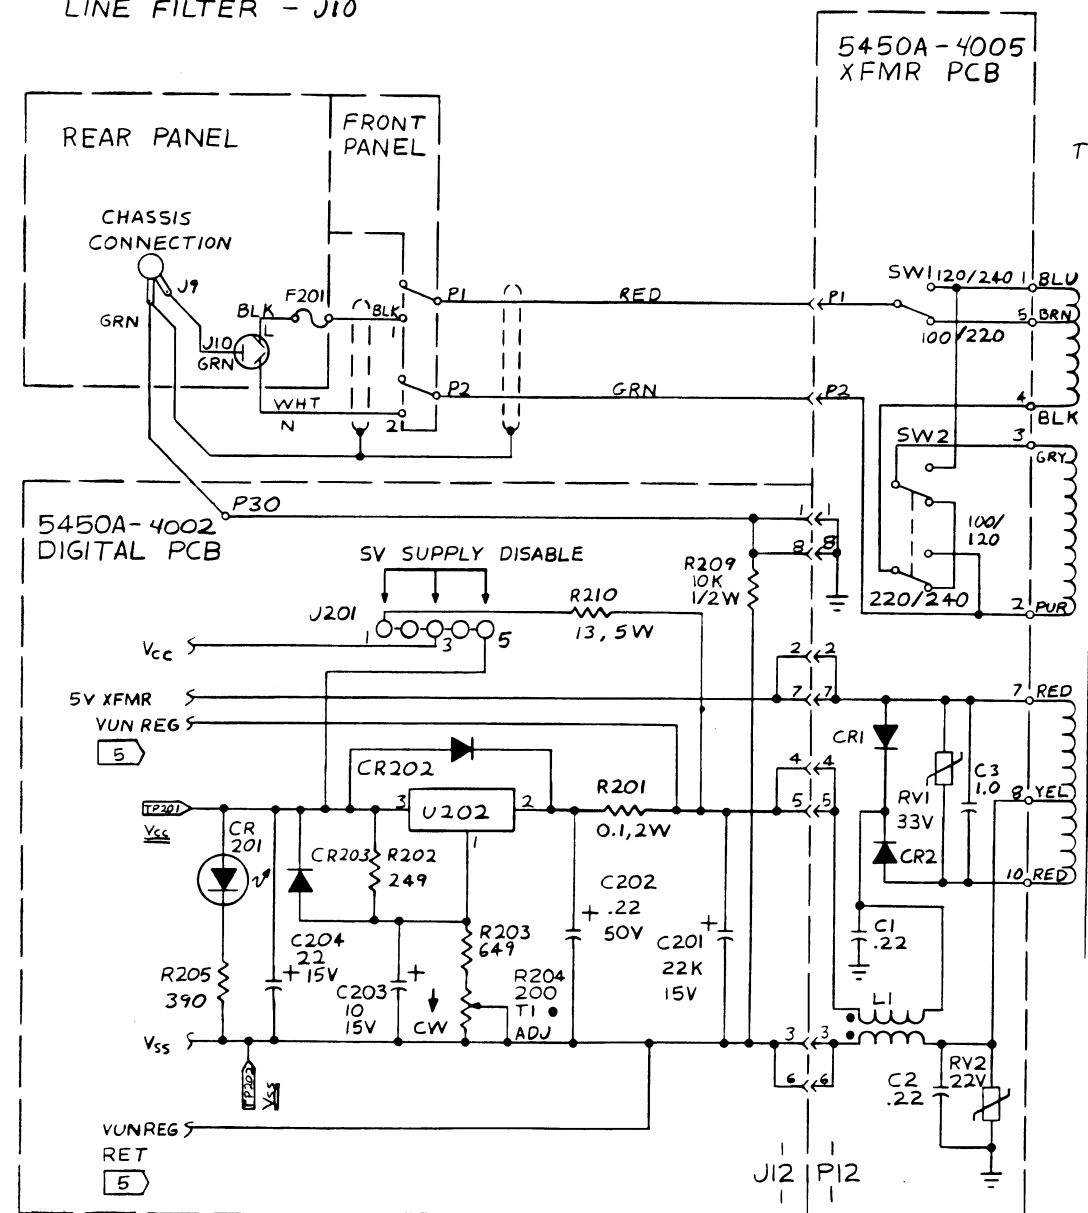 LINE FILTER - J10
5450A-4005
XFMR PCB
T
REAR PANEL
FRONT
PANEL
CHASSIS
CONNECTION
J9
GRN
BLK
L
F201
BLK
1
J10
GRN
WHT
N
2
P1
RED
P1
P2
GRN
P2
SW1
120/240
1
BLU
5
BRN
100/220
4
BLK
SW2
3
GRY
100/
120
220/240
2
PUR
P30
5450A-4002
DIGITAL PCB
5V SUPPLY DISABLE
J201
1
3
5
R210
13, 5W
R209
10K
1/2W
1
1
8
8
VCC
5V XFMR
VUN REG
5
2
2
7
7
7
RED
CR202
R201
0.1, 2W
4
4
5
5
CR1
RV1
33V
C3
1.0
8
YEL
CR2
10
RED
TP201
VCC
3
U202
2
1
CR
201
CR203
R202
249
C202
.22
50V
+
C201
22K
15V
+
C1
.22
R205
390
C204
22
15V
+
C203
10
15V
+
R203
649
CW
R204
200
T1
ADJ
L1
VSS
3
3
6
6
TP202
VSS
C2
.22
RV2
22V
VUNREG
RET
5
J12
P12